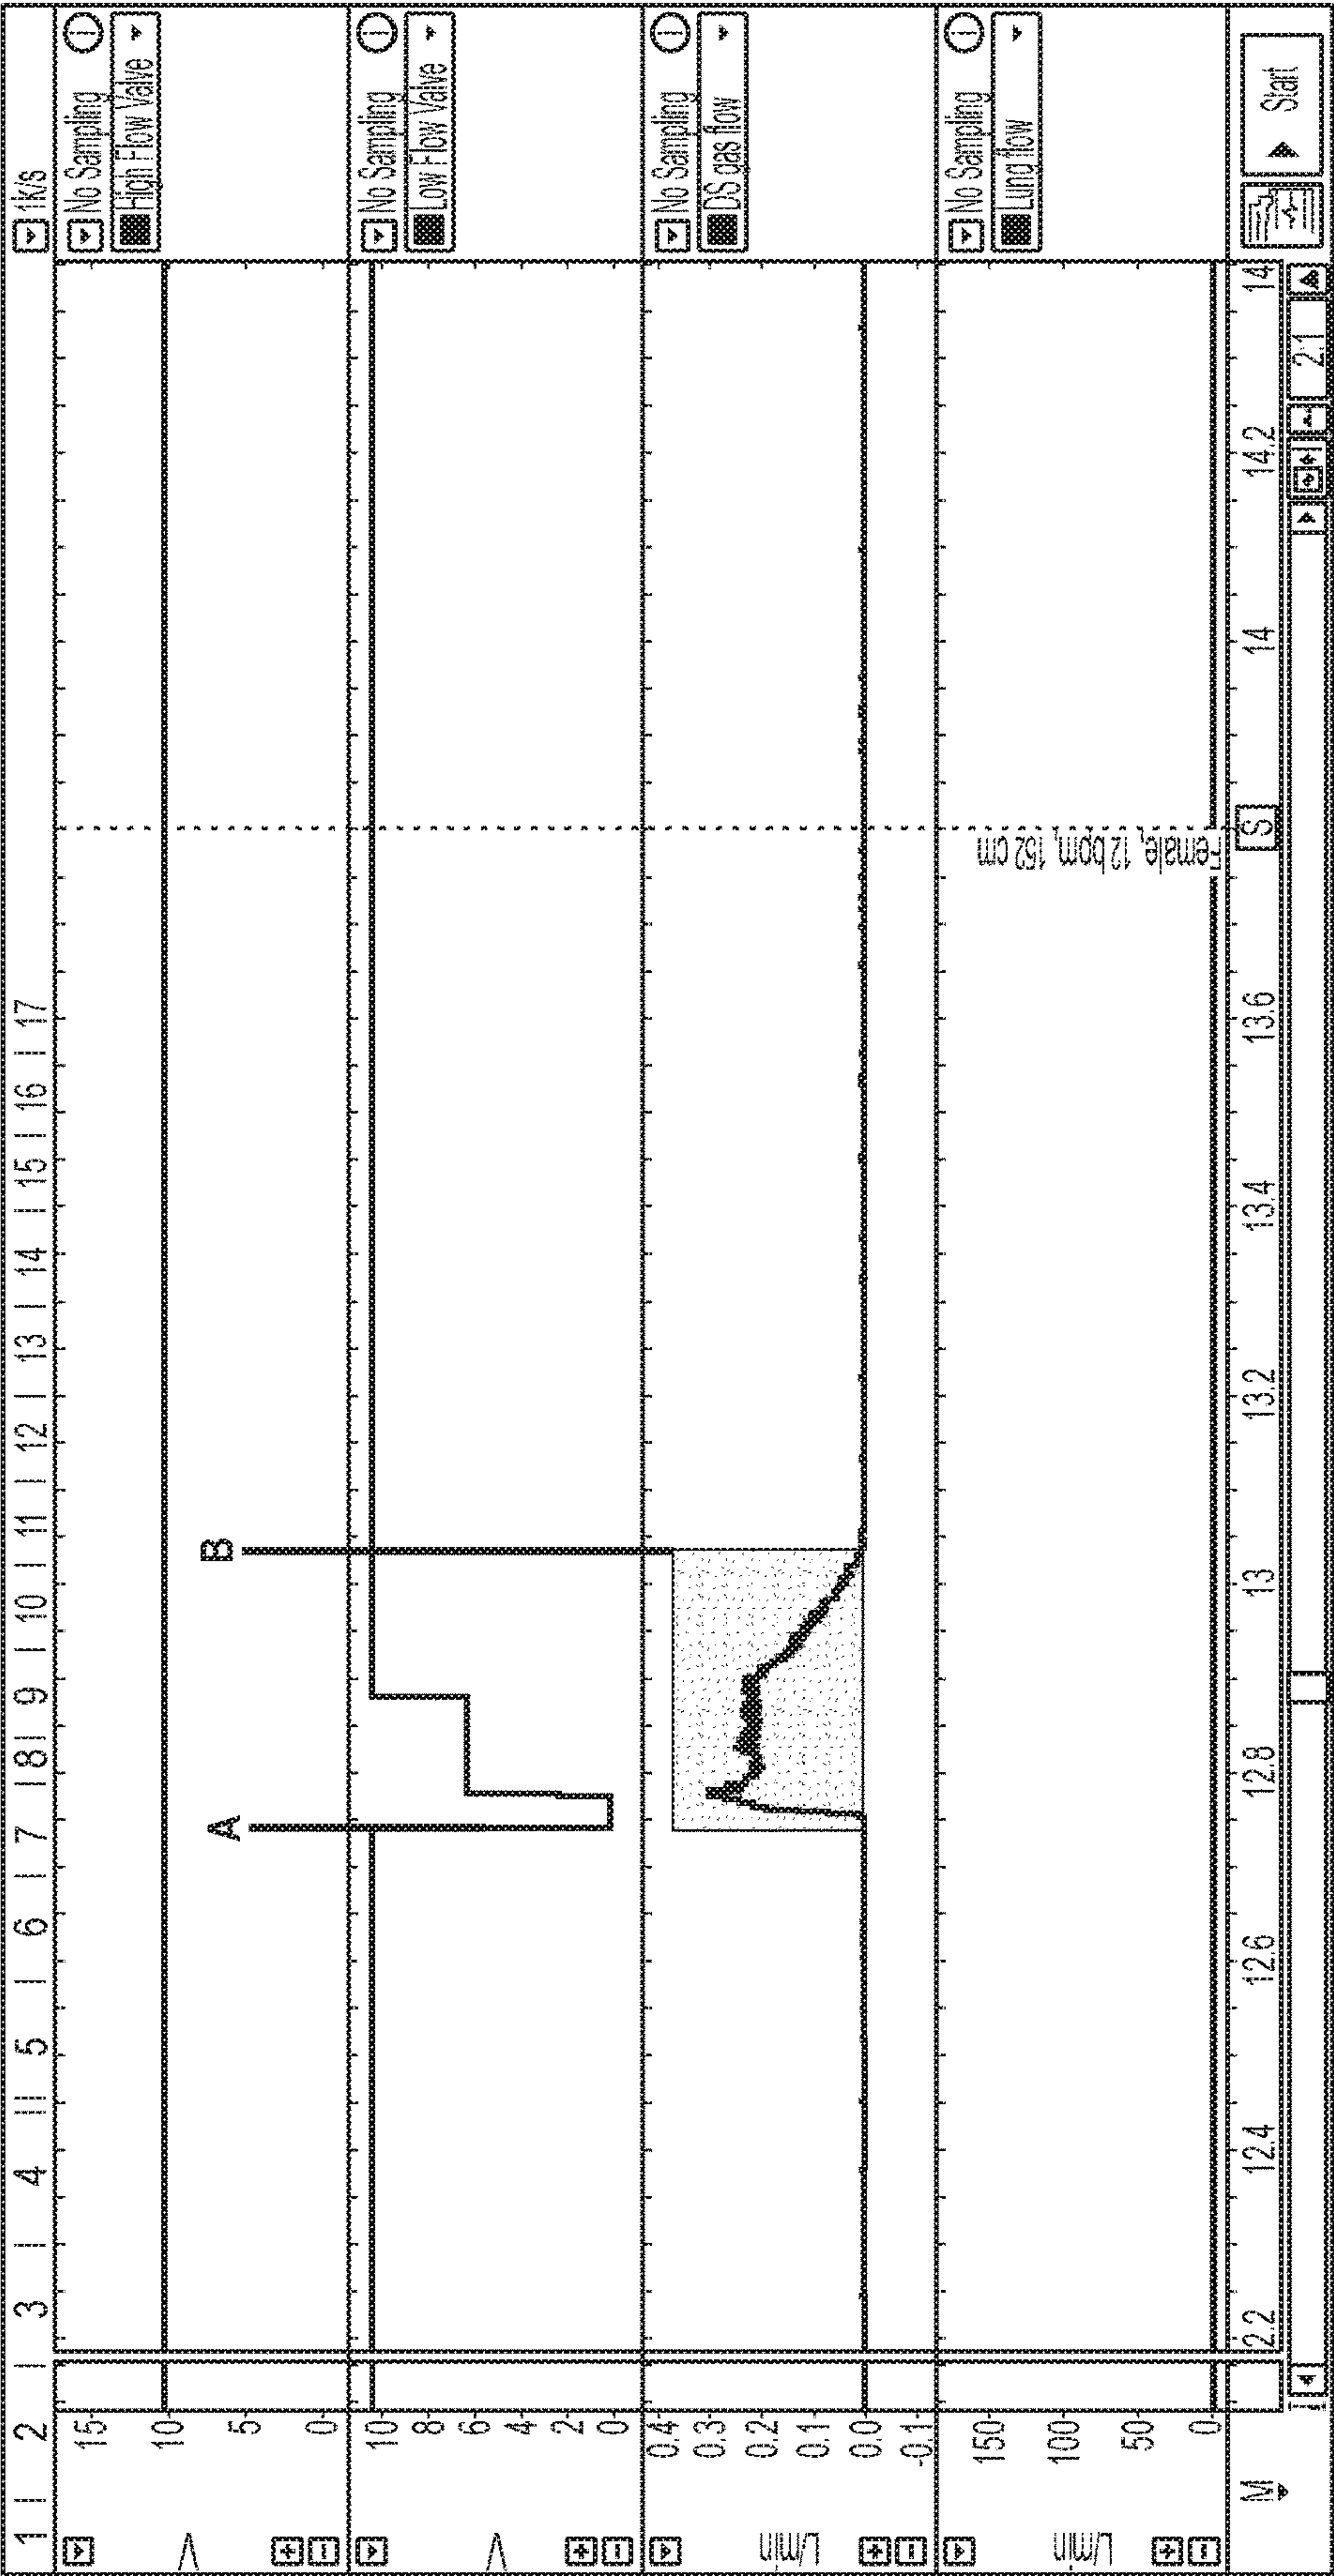 1 | 2 | 3 || 4 ||| 5 | 6 | 7 |8| 9 | 10 | 11 | 12 | 13 | 14 || 15 || 16 | 17
1k/s
15
10
5
0
V
No Sampling
High Flow Valve
A
B
10
8
6
4
2
0
V
No Sampling
Low Flow Valve
0.4
0.3
0.2
0.1
0.0
-0.1
L/min
No Sampling
DS gas flow
150
100
50
0
L/min
Female, 12 bpm, 162 cm
No Sampling
Lung flow
M
2.2 12.4 12.6 12.8 13 13.2 13.4 13.6 S 14 14.2 14
2:1
Start